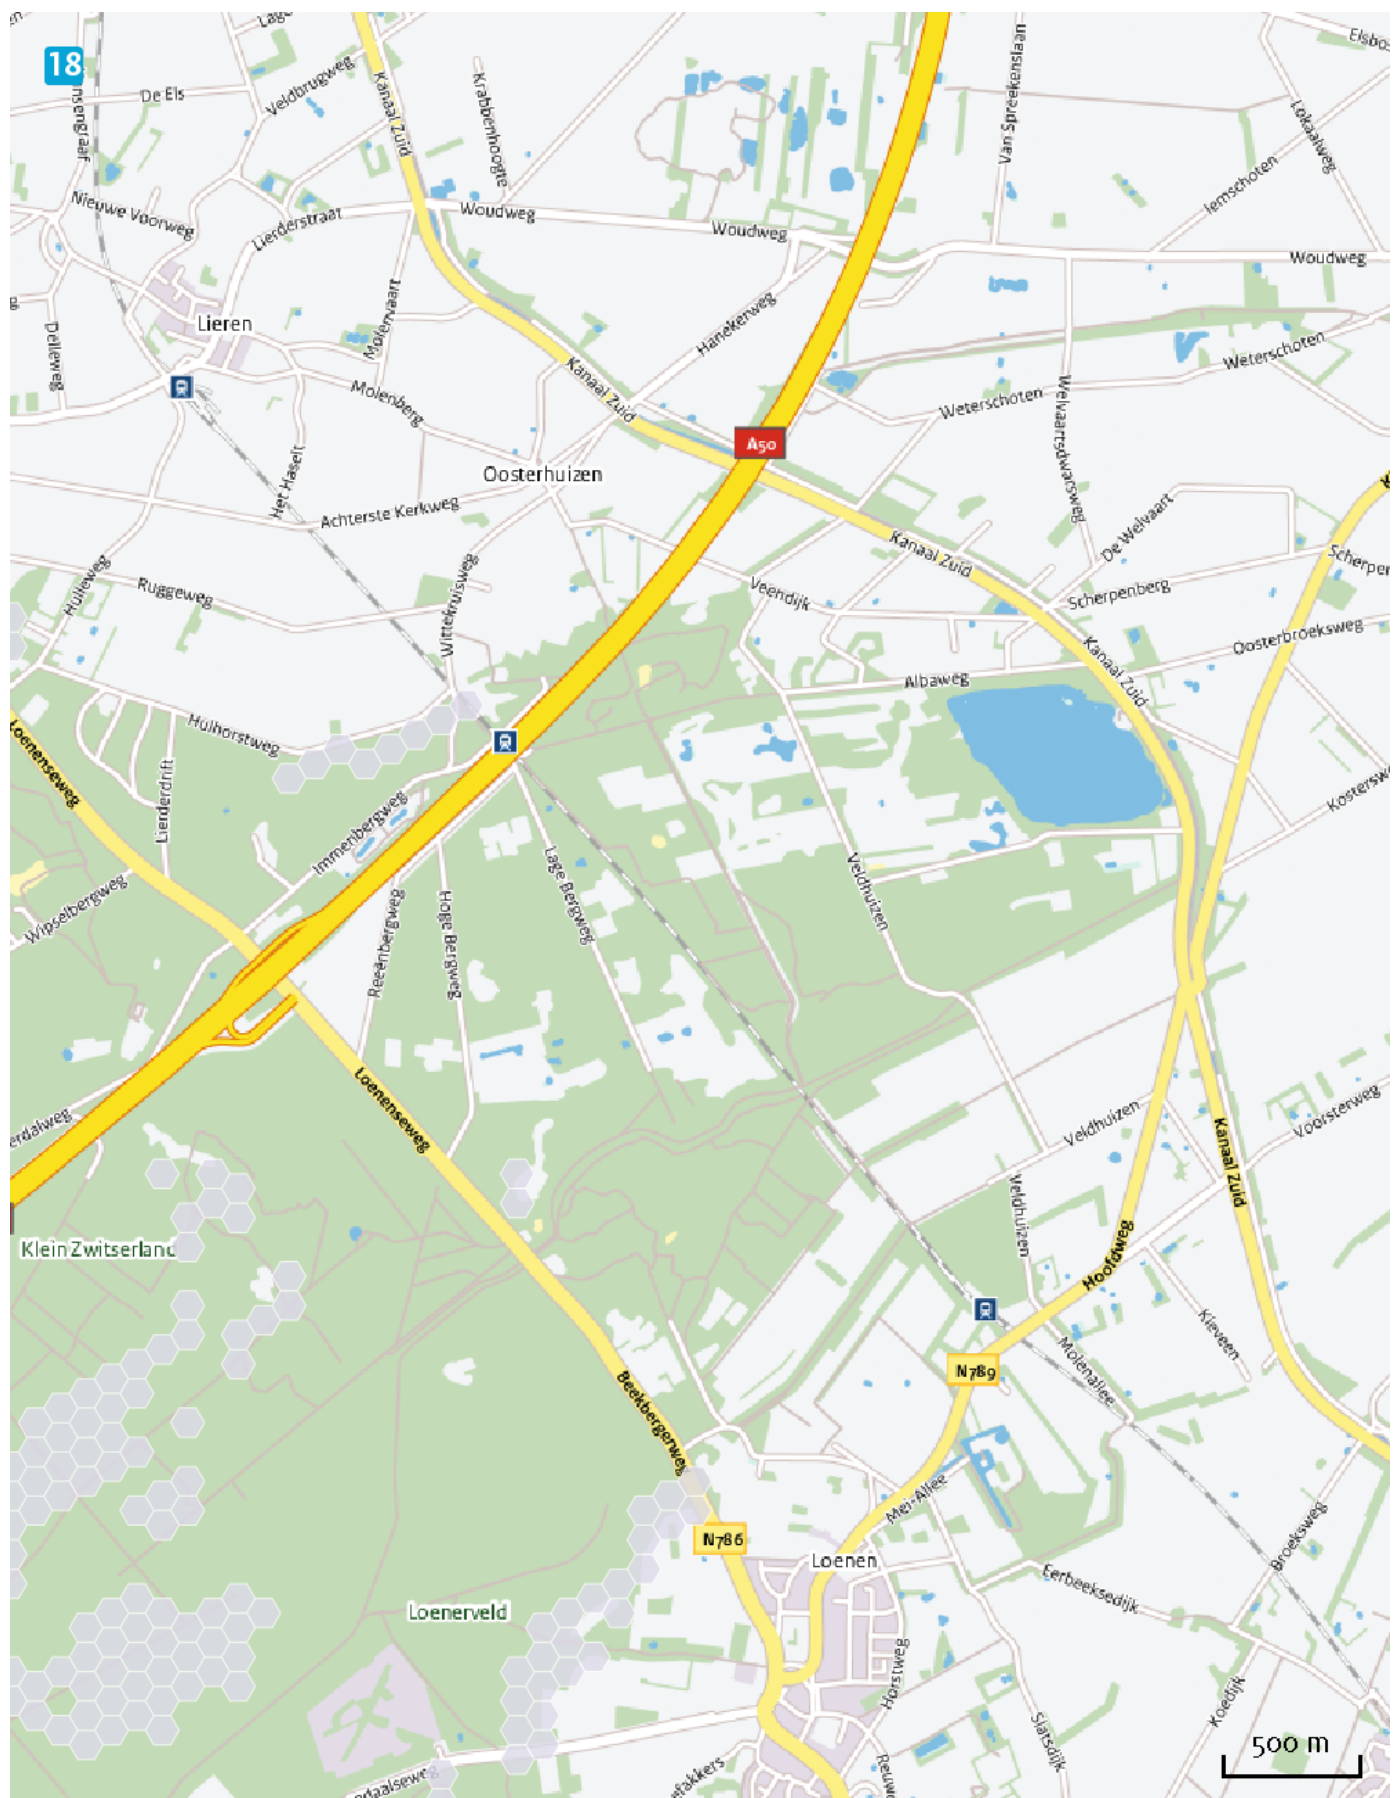 18
De Els
Veldbrugweg
Kanaal Zuid
Krabbenhoogte
Van Spreekenslaan
Lokaalweg
Iemschoten
Nieuwe Voorweg
Lierderstraat
Woudweg
Woudweg
Woudweg
Molenvaart
Hanekerweg
Lieren
Delleweg
Kanaal Zuid
Weterschoten
Weterschoten
Molenberg
Welvaartsdwarsweg
A50
Oosterhuizen
Het Haselt
Achterste Kerkweg
De Welvaart
Kanaal Zuid
Hulleweg
Ruggeweg
Wittekruisweg
Veendijk
Scherpenberg
Oosterbroeksweg
Kanaal Zuid
Albaweg
Hulhorstweg
Loenenseweg
Lierderdrift
Immenbergweg
Wipselbergweg
Reeënbergweg
Hoge Bergweg
Lage Bergweg
Veldhuizen
Loenenseweg
Veldhuizen
Voorsterweg
Kanaal Zuid
Veldhuizen
Klein Zwitserland
Hoofdweg
Kieveen
Molenallee
N789
Beekbergerweg
Mei-Allee
N786
Loenen
Broeksweg
Eerbeeksedijk
Loenerveld
Horstweg
Koedijk
Slatsdijk
500 m